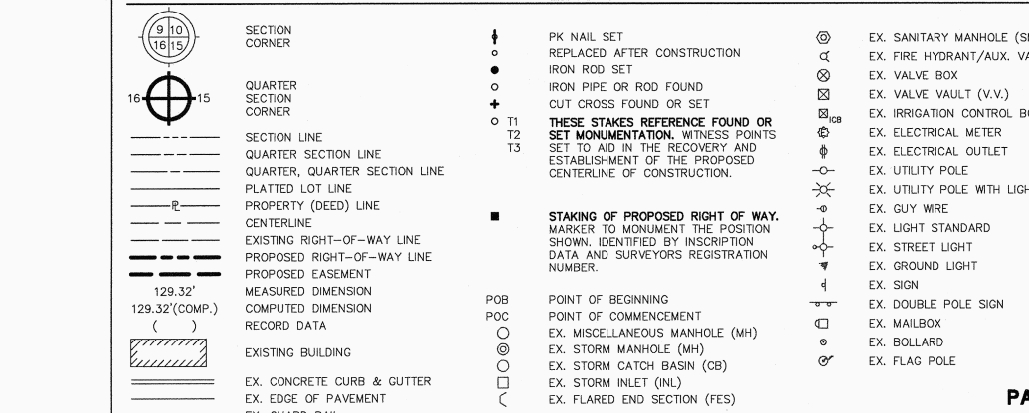 9 10
16 15
SECTION
CORNER
16 15
QUARTER
SECTION
CORNER
SECTION LINE
QUARTER SECTION LINE
QUARTER, QUARTER SECTION LINE
PLATTED LOT LINE
PL PROPERTY (DEED) LINE
CENTERLINE
EXISTING RIGHT-OF-WAY LINE
PROPOSED RIGHT-OF-WAY LINE
PROPOSED EASEMENT
129.32' MEASURED DIMENSION
129.32'(COMP.) COMPUTED DIMENSION
( ) RECORD DATA
EXISTING BUILDING
EX. CONCRETE CURB & GUTTER
EX. EDGE OF PAVEMENT
PK NAIL SET
REPLACED AFTER CONSTRUCTION
IRON ROD SET
IRON PIPE OR ROD FOUND
CUT CROSS FOUND OR SET
T1 THESE STAKES REFERENCE FOUND OR
T2 SET MONUMENTATION. WITNESS POINTS
T3 SET TO AID IN THE RECOVERY AND
ESTABLISHMENT OF THE PROPOSED
CENTERLINE OF CONSTRUCTION.
STAKING OF PROPOSED RIGHT OF WAY.
MARKER TO MONUMENT THE POSITION
SHOWN. IDENTIFIED BY INSCRIPTION
DATA AND SURVEYORS REGISTRATION
NUMBER.
POB POINT OF BEGINNING
POC POINT OF COMMENCEMENT
EX. MISCELLANEOUS MANHOLE (MH)
EX. STORM MANHOLE (MH)
EX. STORM CATCH BASIN (CB)
EX. STORM INLET (INL)
EX. FLARED END SECTION (FES)
EX. SANITARY MANHOLE
EX. FIRE HYDRANT/AUX.
EX. VALVE BOX
EX. VALVE VAULT (V.V.)
ICB EX. IRRIGATION CONTROL
EX. ELECTRICAL METER
EX. ELECTRICAL OUTLET
EX. UTILITY POLE
EX. UTILITY POLE WITH
EX. GUY WIRE
EX. LIGHT STANDARD
EX. STREET LIGHT
EX. GROUND LIGHT
EX. SIGN
EX. DOUBLE POLE SIGN
EX. MAILBOX
EX. BOLLARD
EX. FLAG POLE